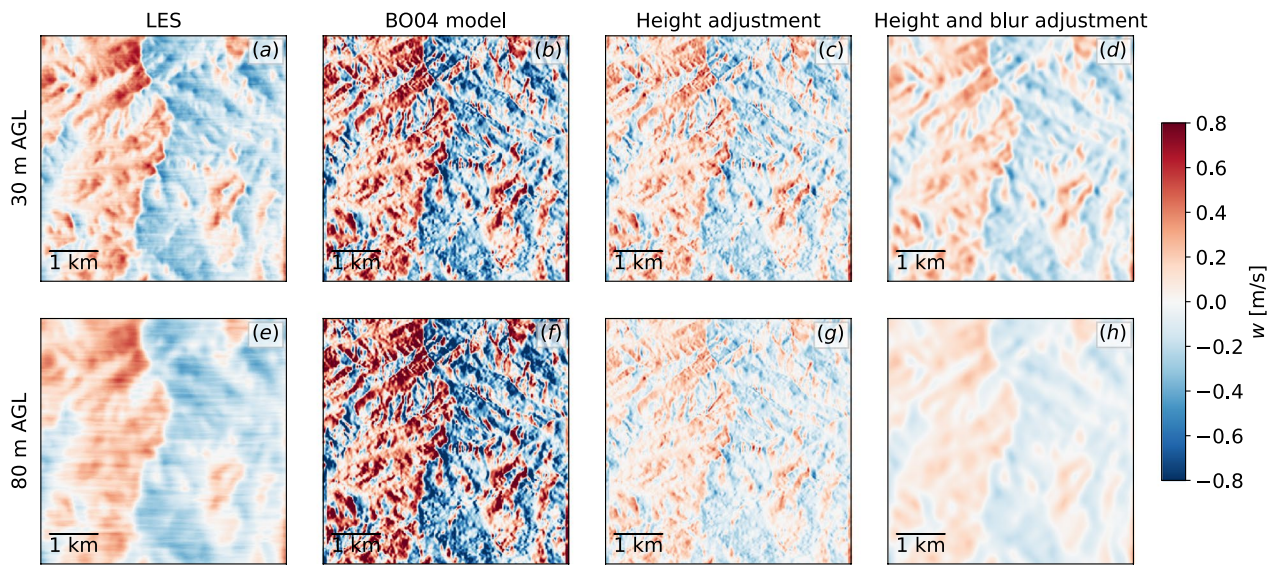 LES
BO04 model
Height adjustment
Height and blur adjustment
30 m AGL
(a)
1 km
(b)
1 km
(c)
1 km
(d)
1 km
80 m AGL
(e)
1 km
(f)
1 km
(g)
1 km
(h)
1 km
0.8
0.6
0.4
0.2
0.0
−0.2
−0.4
−0.6
−0.8
w [m/s]